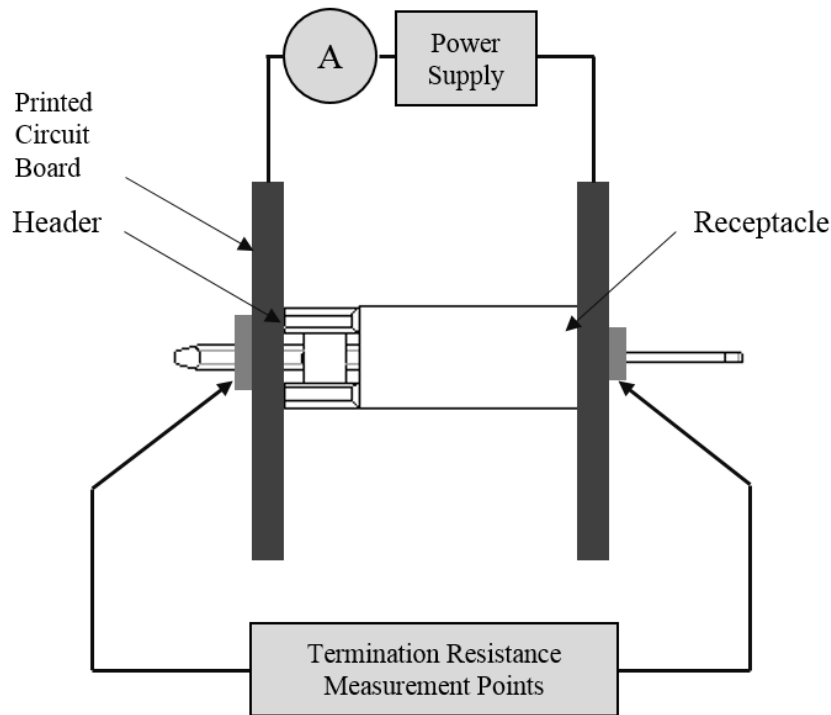 A
Power
Supply
Printed
Circuit
Board
Header
Receptacle
Termination Resistance
Measurement Points